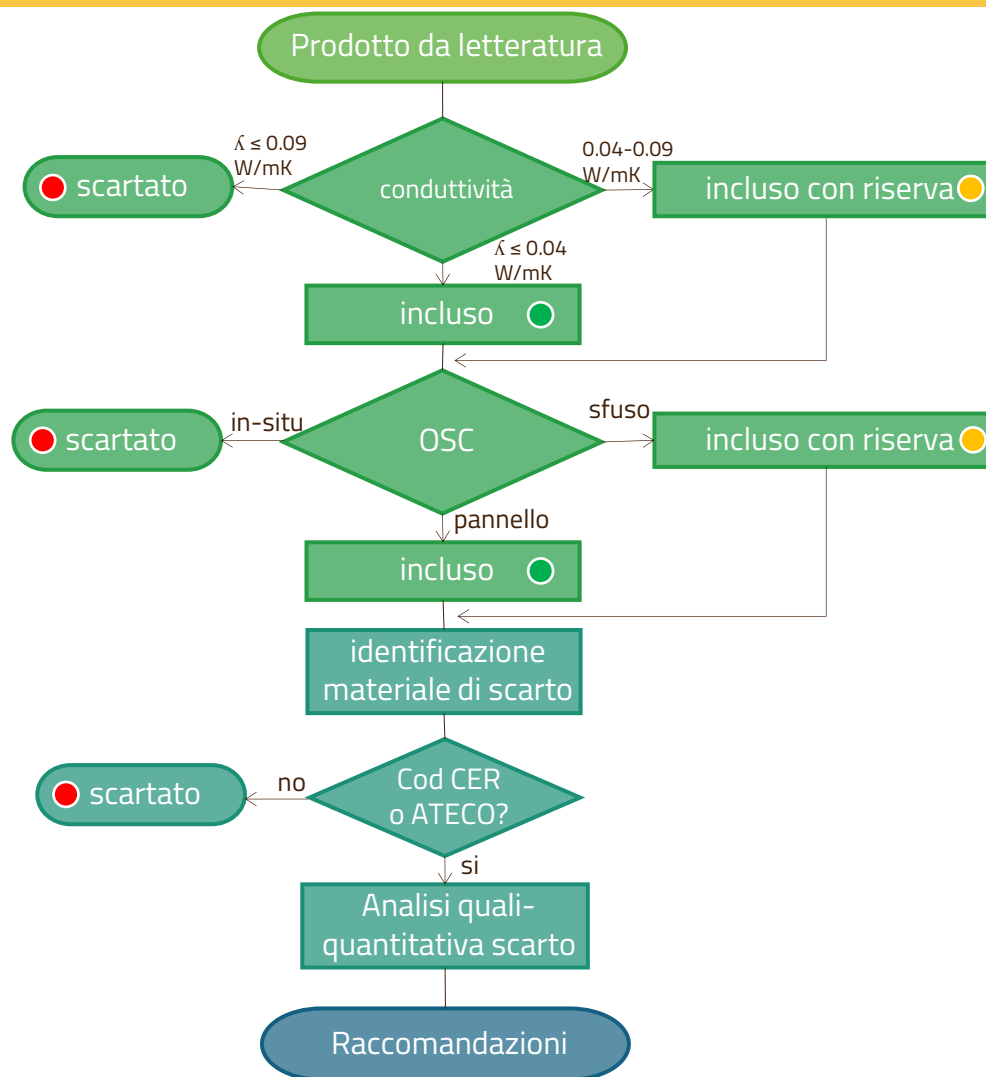 Prodotto da letteratura
ʎ ≤ 0.09
W/mK
0.04-0.09
W/mK
scartato
conduttività
incluso con riserva
ʎ ≤ 0.04
W/mK
incluso
in-situ
sfuso
scartato
OSC
incluso con riserva
pannello
incluso
identificazione
materiale di scarto
no
scartato
Cod CER
o ATECO?
si
Analisi quali-
quantitativa scarto
Raccomandazioni